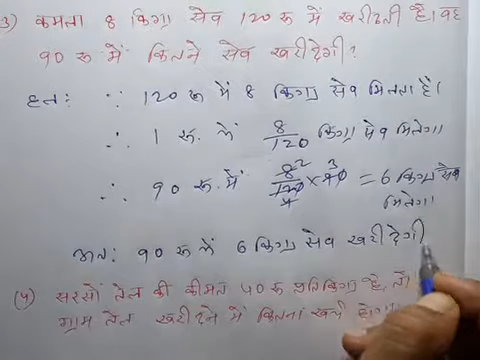 3) कमला 8 किग्रा सेव 120 रू में खरीदती है। वह
90 रू में कितने सेव खरीदेगी?
हल: ∵ 120 रू में 8 किग्रा सेव मिलता है।
∴ 1 रू. में 8/120 किग्रा सेव मिलेगा
∴ 90 रू. में 8/120 × 90 = 6 किग्रा सेव
मिलेगा।
अत: 90 रू में 6 किग्रा सेव खरीदेगी
(4) सरसों तेल की कीमत 40 रू प्रति किग्रा है, तो
ग्राम तेल खरीदने में कितना खर्च होगा